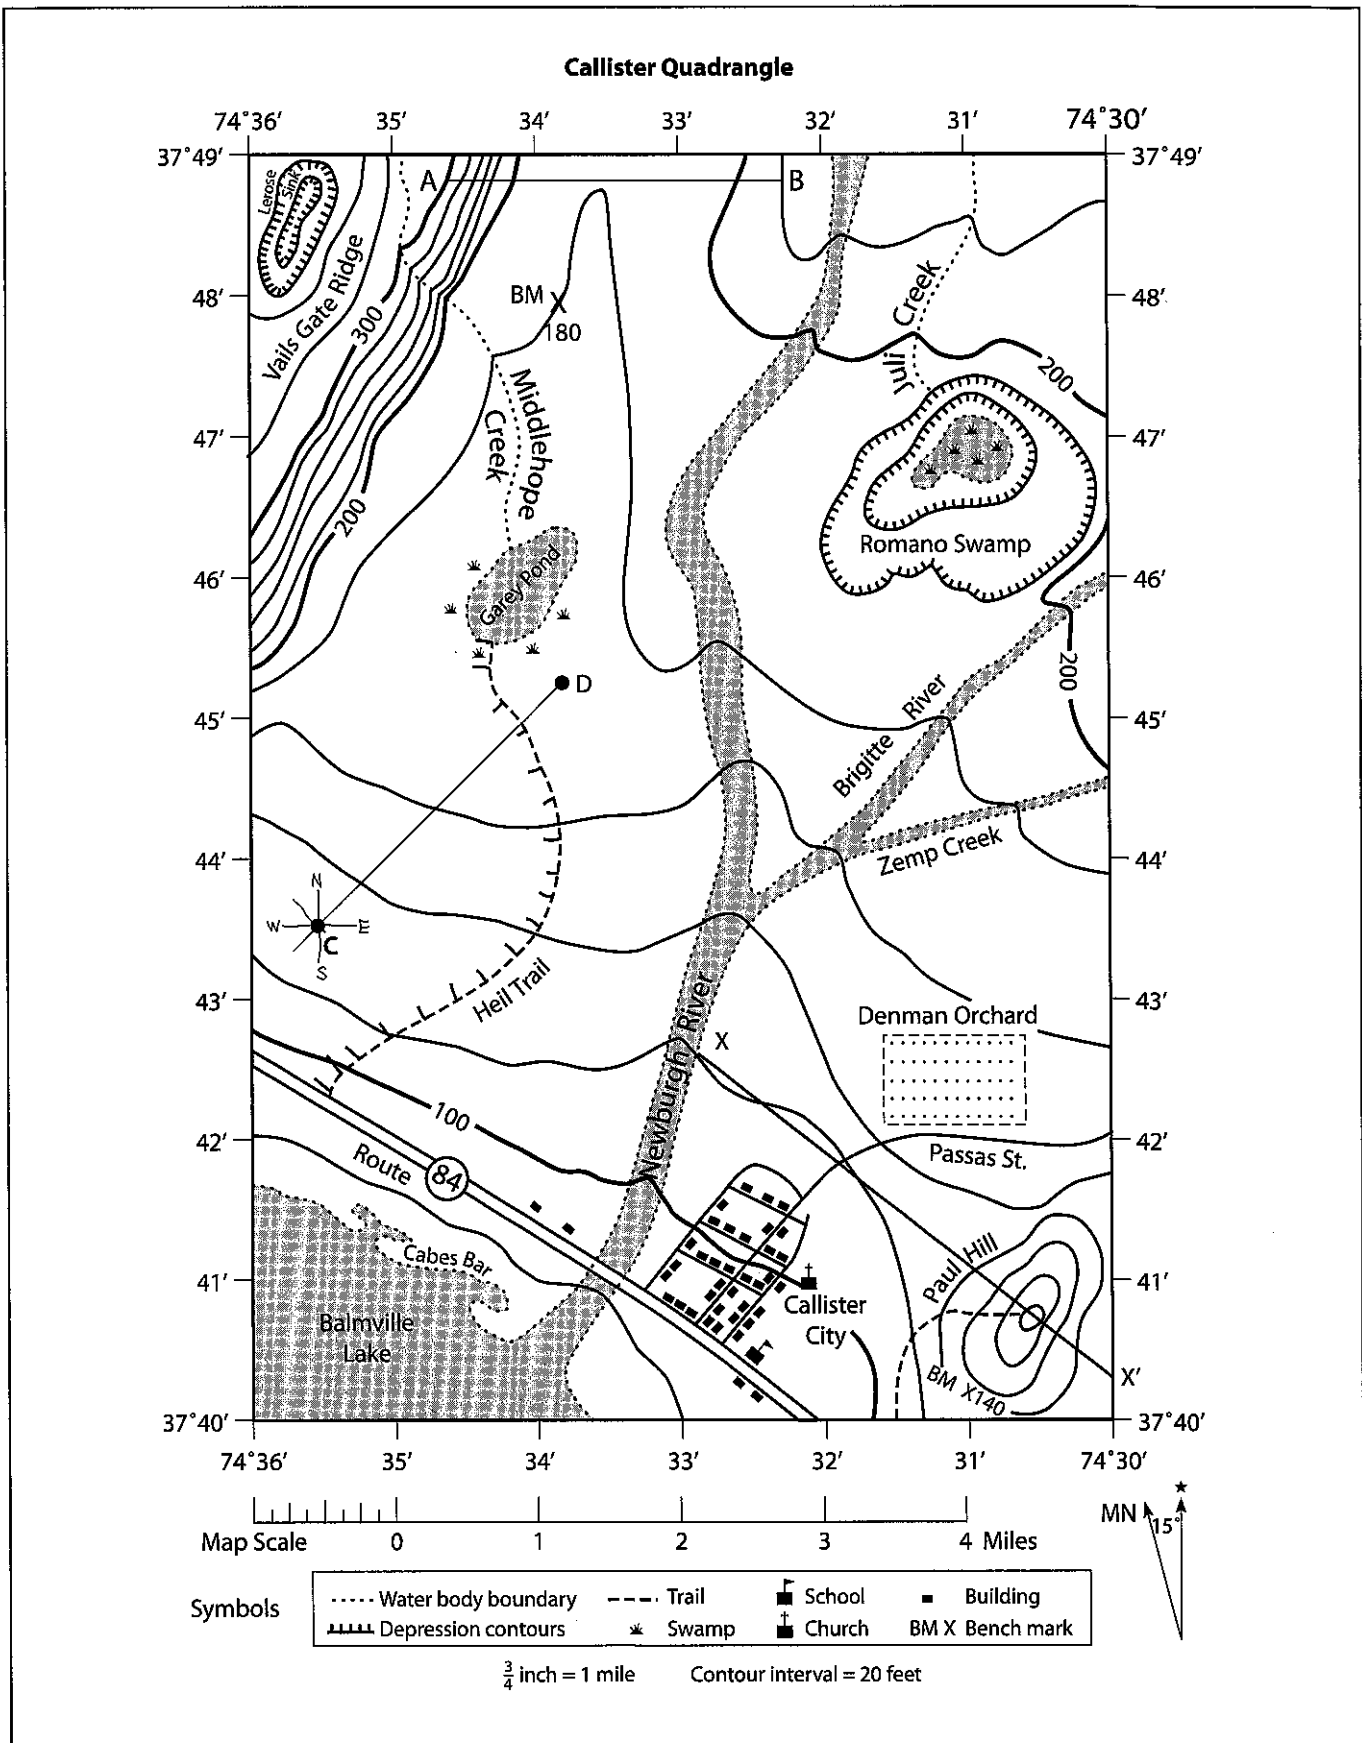 Callister Quadrangle
74°36′ 35′ 34′ 33′ 32′ 31′ 74°30′
37°49′ 37°49′
A B
Lerose
Sink
Vails Gate Ridge
300
48′ 48′
BM X
180
Creek
Juli
200
Middlehope
Creek
47′ 47′
200
Romano Swamp
46′ 46′
Garey Pond
200
D
45′ 45′
River
Brigitte
44′ 44′
Zemp Creek
N
W E
C
S
Heil Trail
43′ 43′
Denman Orchard
X
Newburgh River
100
42′ 42′
Route 84
Passas St.
Cabes Bar
Paul Hill
41′ 41′
Callister
City
Balmville
Lake
BM X140
X′
37°40′ 37°40′
74°36′ 35′ 34′ 33′ 32′ 31′ 74°30′
MN 15°
Map Scale 0 1 2 3 4 Miles
Symbols
Water body boundary Trail School Building
Depression contours Swamp Church BM X Bench mark
3/4 inch = 1 mile Contour interval = 20 feet